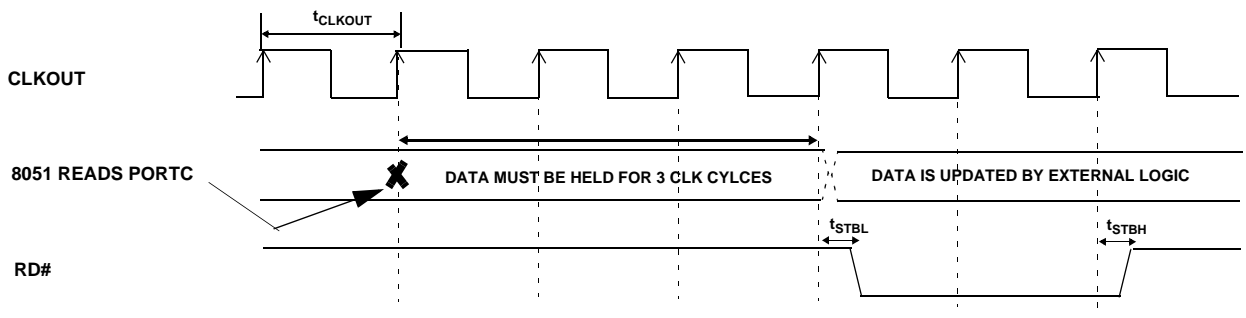 tCLKOUT
CLKOUT
8051 READS PORTC
DATA MUST BE HELD FOR 3 CLK CYLCES
DATA IS UPDATED BY EXTERNAL LOGIC
tSTBL
tSTBH
RD#